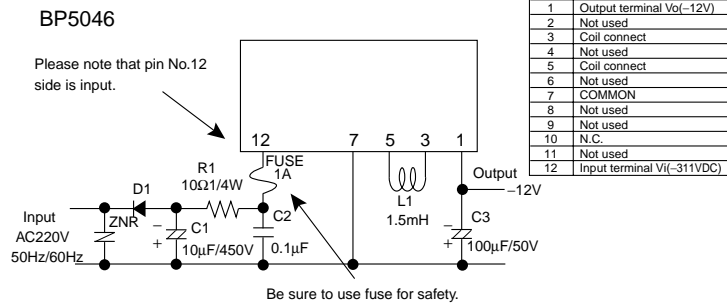 BP5046
Please note that pin No.12
side is input.
12 7 5 3 1
FUSE
1A
R1
10Ω1/4W
D1
Input
AC220V
50Hz/60Hz
ZNR
−
+
C1
10μF/450V
C2
0.1μF
L1
1.5mH
Output
−12V
C3
−
+
100μF/50V
Be sure to use fuse for safety.
1 Output terminal Vo(−12V)
2 Not used
3 Coil connect
4 Not used
5 Coil connect
6 Not used
7 COMMON
8 Not used
9 Not used
10 N.C.
11 Not used
12 Input terminal Vi(−311VDC)